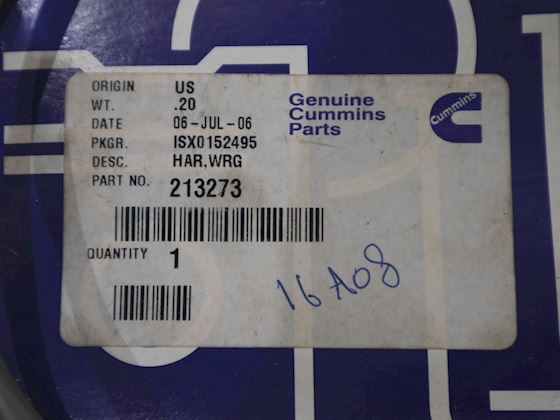 ORIGIN US
WT. .20
DATE 06-JUL-06
PKGR. ISX0152495
DESC. HAR,WRG
PART NO. 213273
QUANTITY 1
Genuine
Cummins
Parts
Cummins
16A08